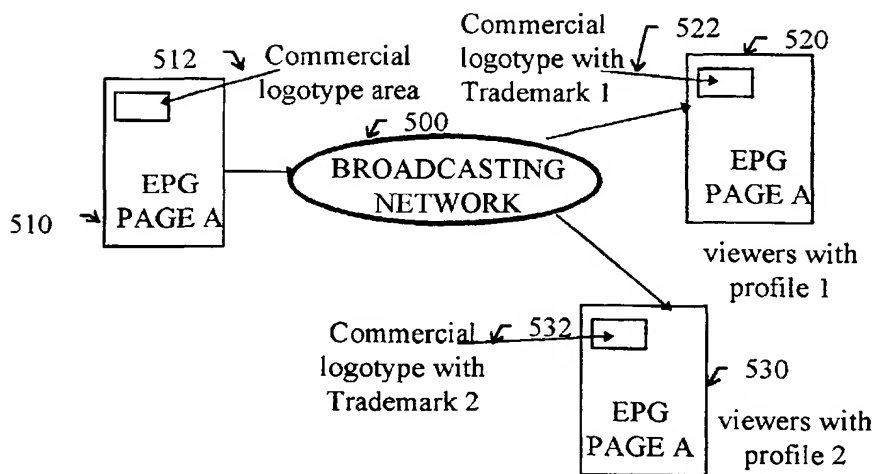 512
Commercial
logotype area
EPG
PAGE A
510
500
BROADCASTING
NETWORK
Commercial
logotype with
Trademark 1
522
520
EPG
PAGE A
viewers with
profile 1
Commercial
logotype with
Trademark 2
532
EPG
PAGE A
530
viewers with
profile 2